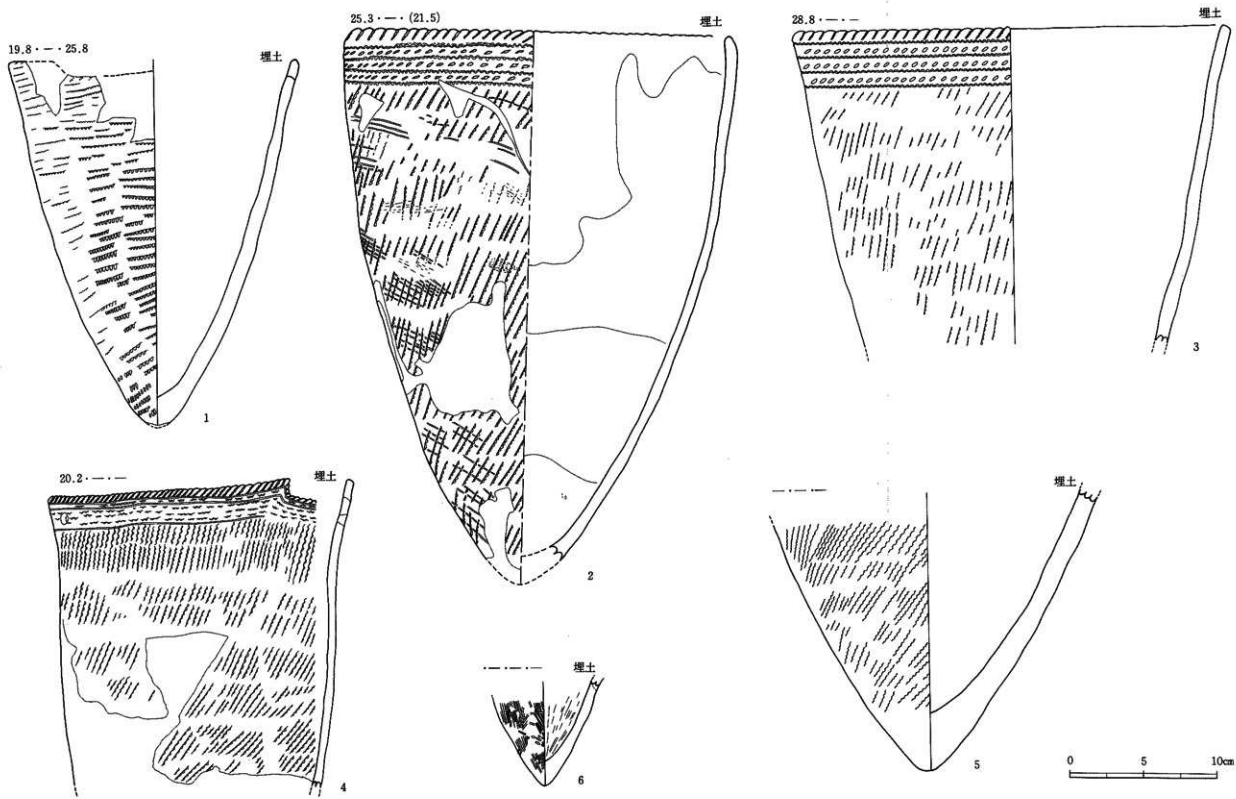 19.8・—・25.8
埋土
1
25.3・—・(21.5)
埋土
2
28.8・—・—
埋土
3
20.2・—・—
埋土
4
—・—・—
埋土
5
—・—・—
埋土
6
0 5 10cm